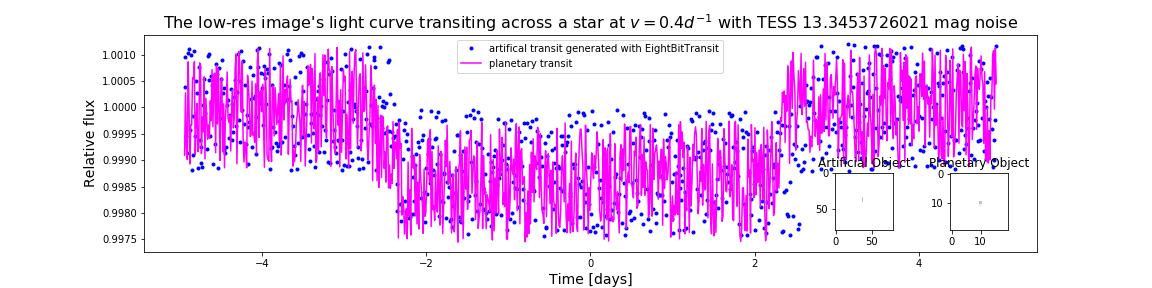 The low-res image's light curve transiting across a star at v = 0.4d⁻¹ with TESS 13.3453726021 mag noise
artifical transit generated with EightBitTransit
planetary transit
Relative flux
1.0010
1.0005
1.0000
0.9995
0.9990
0.9985
0.9980
0.9975
Artificial Object
0
50
0 50
Planetary Object
0
10
0 10
−4 −2 0 2 4
Time [days]